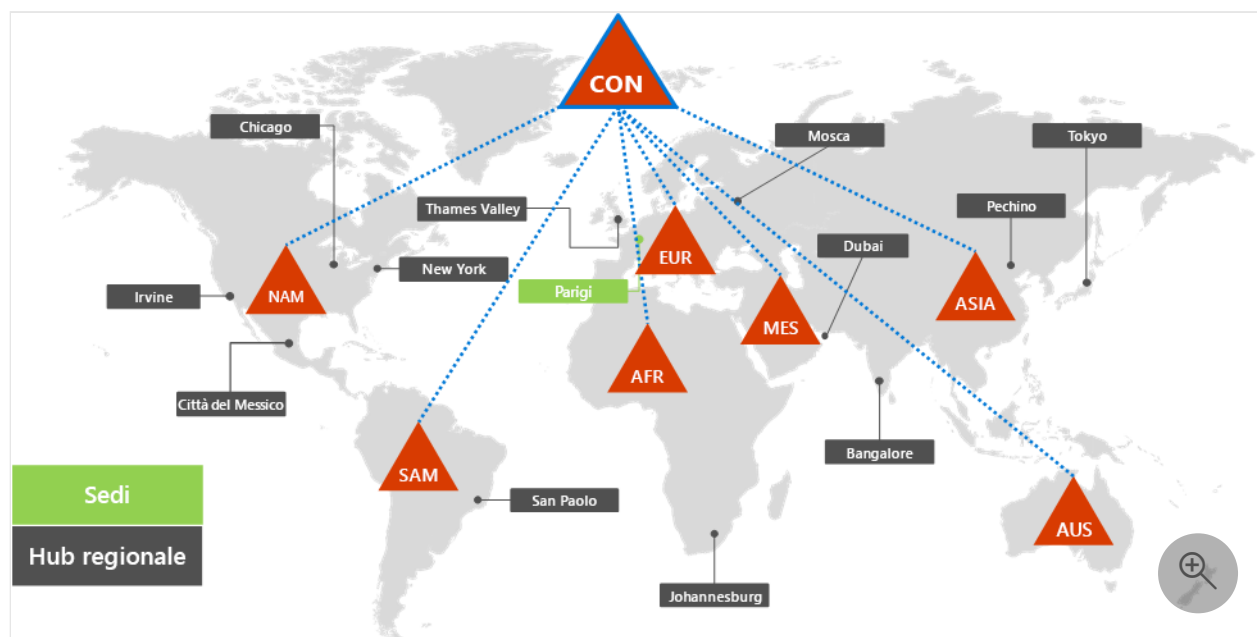 CON
Chicago
Mosca
Tokyo
Thames Valley
Pechino
EUR
Dubai
New York
NAM
Irvine
Parigi
MES
ASIA
AFR
Città del Messico
SAM
Bangalore
Sedi
San Paolo
AUS
Hub regionale
Johannesburg